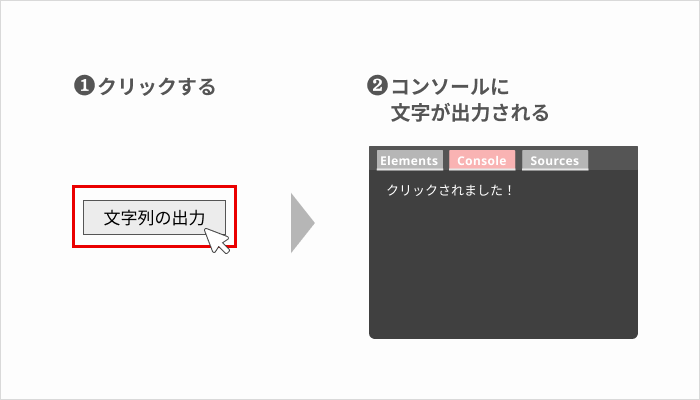 ❶クリックする
文字列の出力
❷コンソールに
文字が出力される
Elements Console Sources
クリックされました！